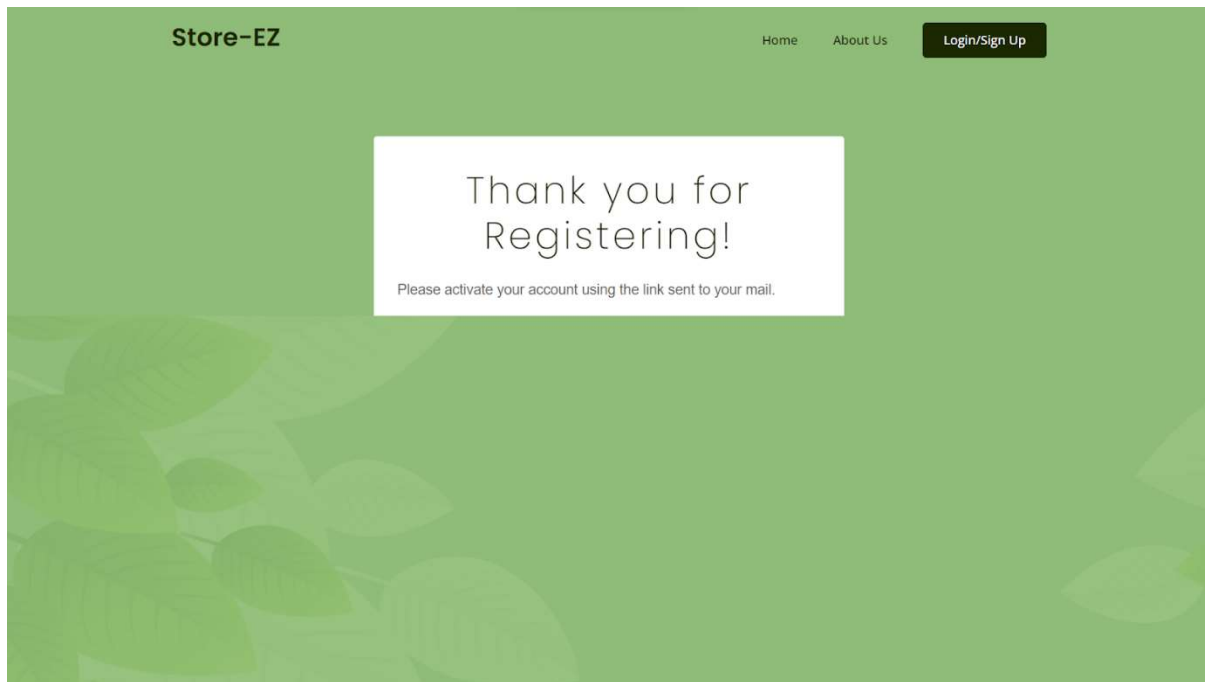 Store-EZ
Home About Us Login/Sign Up
Thank you for
Registering!
Please activate your account using the link sent to your mail.